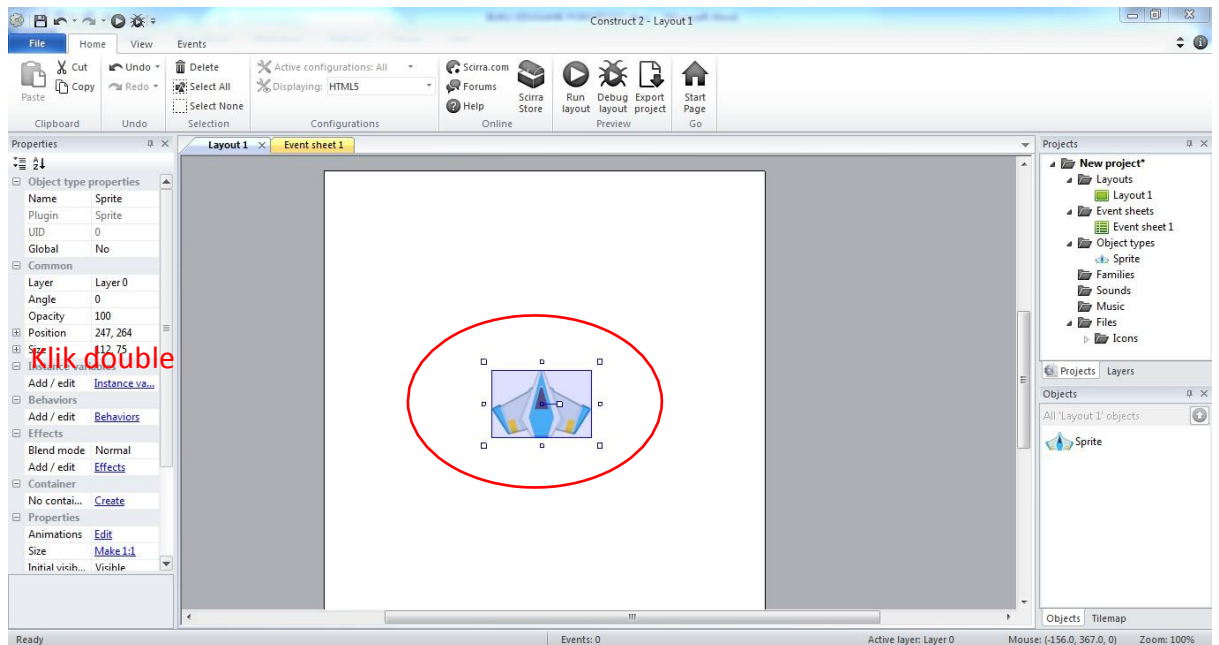 Construct 2 - Layout 1
File Home View Events
Paste
Cut
Copy
Clipboard
Undo
Redo
Undo
Delete
Select All
Select None
Selection
Active configurations: All
Displaying: HTML5
Configurations
Scirra.com
Forums
Help
Scirra Store
Online
Run layout
Debug layout
Export project
Preview
Start Page
Go
Properties
Object type properties
Name Sprite
Plugin Sprite
UID 0
Global No
Common
Layer Layer 0
Angle 0
Opacity 100
Position 247, 264
Size 112, 75
Klik double
Instance variables
Add / edit Instance va...
Behaviors
Add / edit Behaviors
Effects
Blend mode Normal
Add / edit Effects
Container
No contai... Create
Properties
Animations Edit
Size Make 1:1
Initial visib... Visible
Layout 1 Event sheet 1
Projects
New project*
Layouts
Layout 1
Event sheets
Event sheet 1
Object types
Sprite
Families
Sounds
Music
Files
Icons
Projects Layers
Objects
All 'Layout 1' objects
Sprite
Objects Tilemap
Ready
Events: 0
Active layer: Layer 0
Mouse: (-156.0, 367.0, 0)
Zoom: 100%